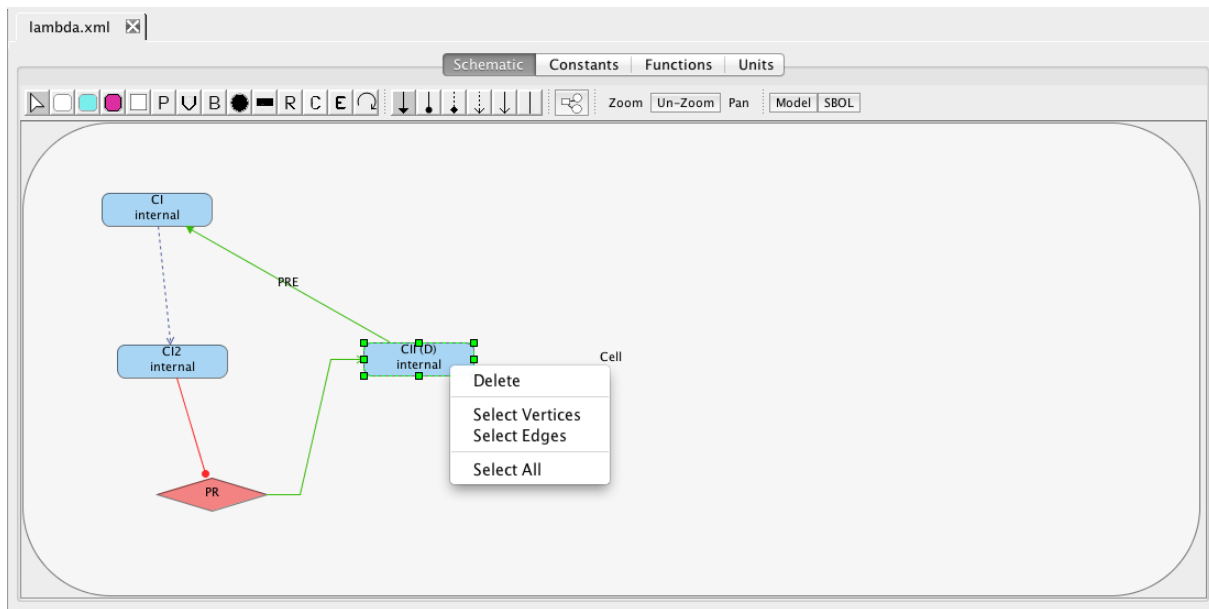 lambda.xml
Schematic Constants Functions Units
P V B R C E Zoom Un-Zoom Pan Model SBOL
CI
internal
PRE
CI2
internal
CII (D)
internal
Cell
Delete
Select Vertices
Select Edges
Select All
PR